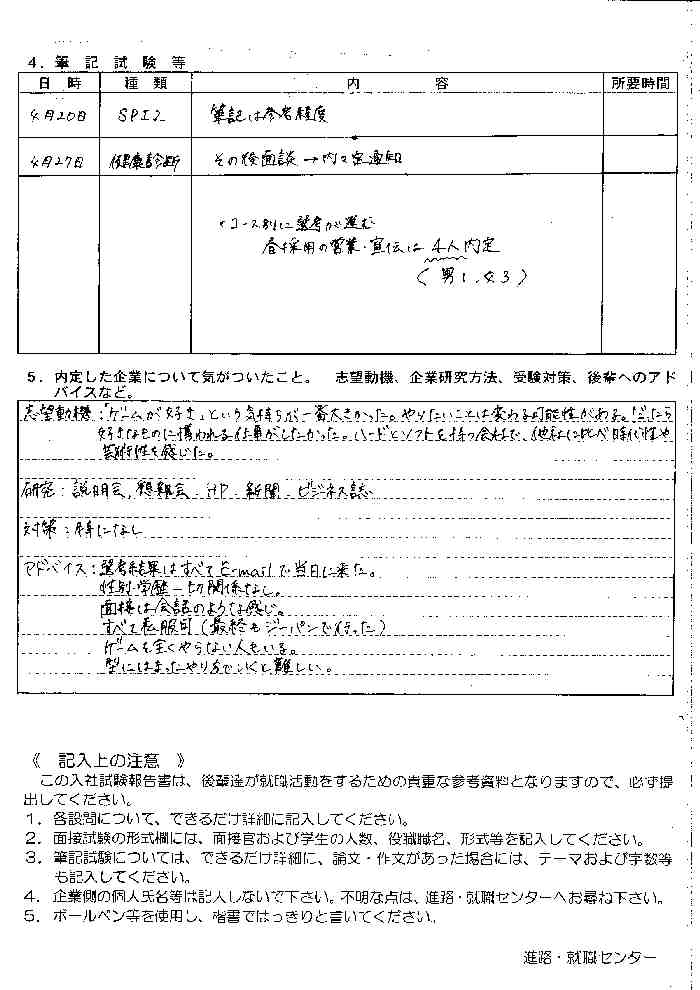 4．筆 記 試 験 等
日 時 種 類 内 容 所要時間
4月20日 SPI2 筆記は参考程度
4月27日 健康診断 その後面談→内々定通知
・コース別に選考が進む
各採用の営業・宣伝は 4人内定
(男1、女3)
5．内定した企業について気がついたこと。 志望動機、企業研究方法、受験対策、後輩へのアド
バイスなど。
志望動機：「ゲームが好き」という気持ちが一番大きかった。やりたいことは変わる可能性がある。だったら
好きなものに携われる仕事がしたかった。ハードとソフトを持つ会社で、他社に比べ時代性や
芸術性を感じた。
研究：説明会、懇親会、HP、新聞、ビジネス誌
対策：特になし
アドバイス：選考結果はすべてE-mailで当日に来た。
性別・学歴一切関係なし。
面接は会話のような感じ。
すべて私服可(最終もジーパンで行った)
ゲームを全くやらない人もいる。
型にはまったやり方でいくと難しい。
《 記入上の注意 》
この入社試験報告書は、後輩達が就職活動をするための貴重な参考資料となりますので、必ず提
出してください。
1．各設問について、できるだけ詳細に記入してください。
2．面接試験の形式欄には、面接官および学生の人数、役職職名、形式等を記入してください。
3．筆記試験については、できるだけ詳細に、論文・作文があった場合には、テーマおよび字数等
も記入してください。
4．企業側の個人氏名等は記入しないで下さい。不明な点は、進路・就職センターへお尋ね下さい。
5．ボールペン等を使用し、楷書ではっきりと書いてください。
進路・就職センター